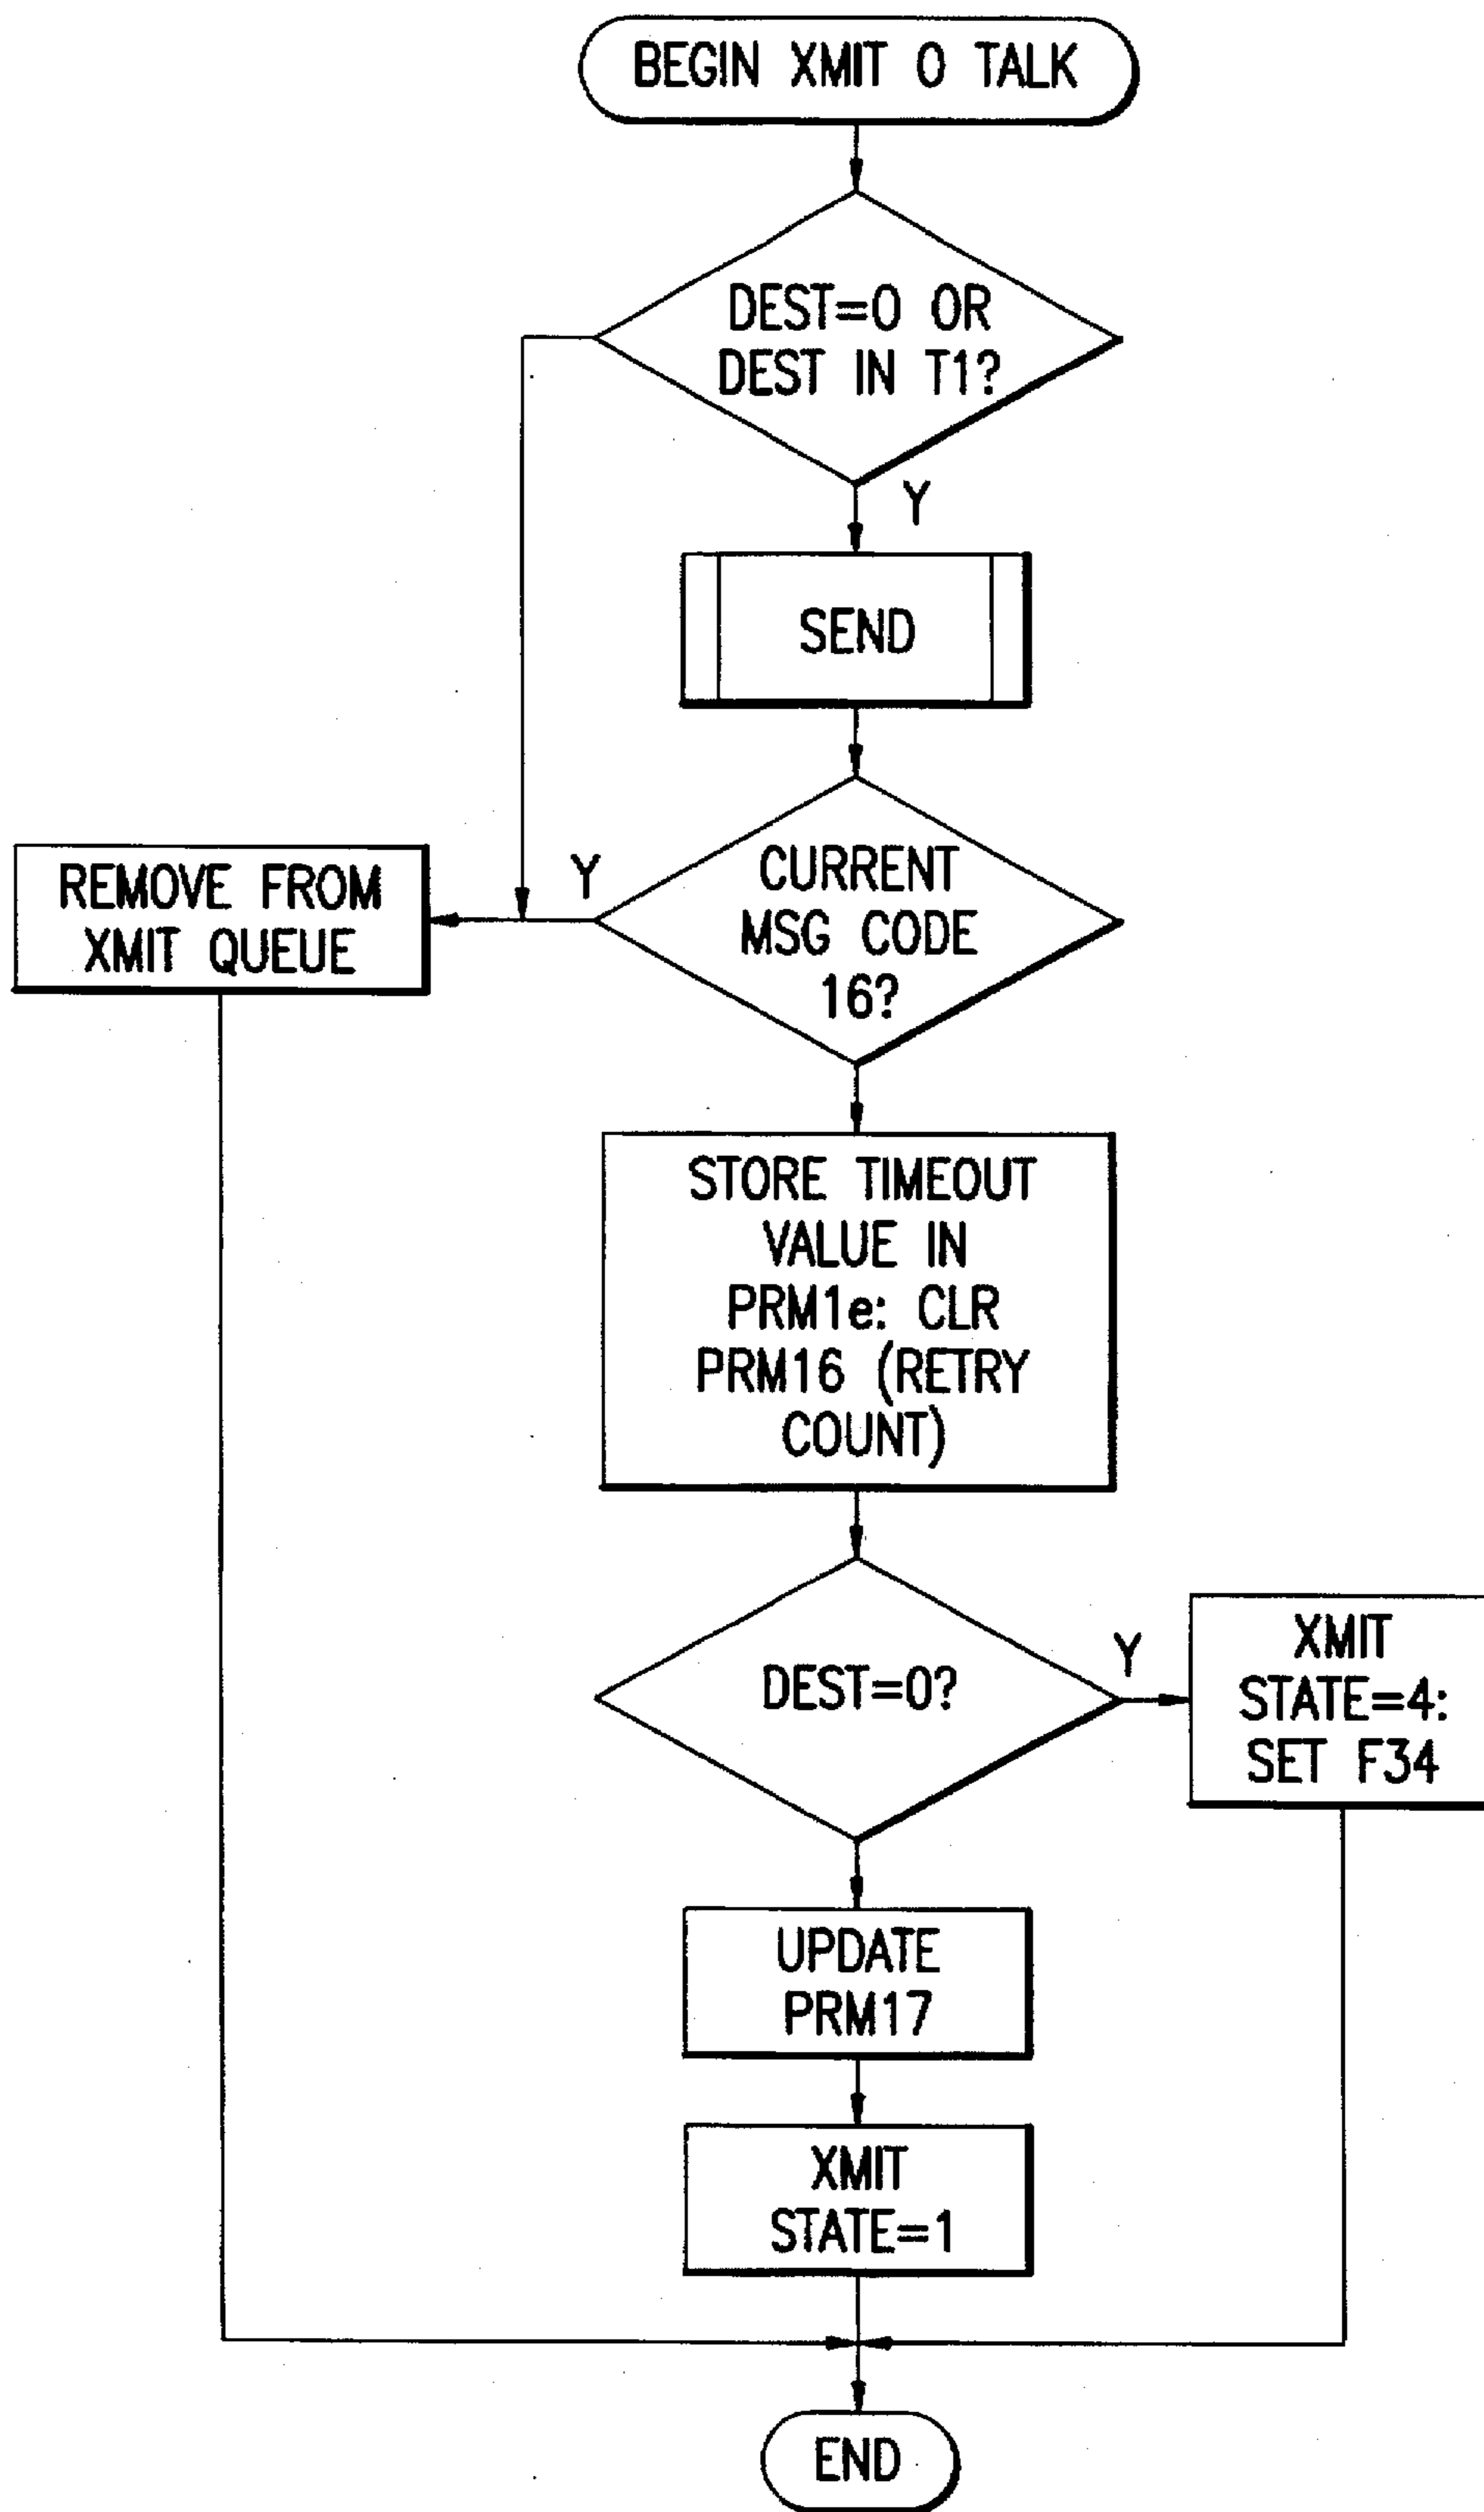 BEGIN XMIT 0 TALK
DEST=0 OR
DEST IN T1?
Y
SEND
REMOVE FROM
XMIT QUEUE
Y
CURRENT
MSG CODE
16?
STORE TIMEOUT
VALUE IN
PRM1e: CLR
PRM16 (RETRY
COUNT)
DEST=0?
Y
XMIT
STATE=4:
SET F34
UPDATE
PRM17
XMIT
STATE=1
END